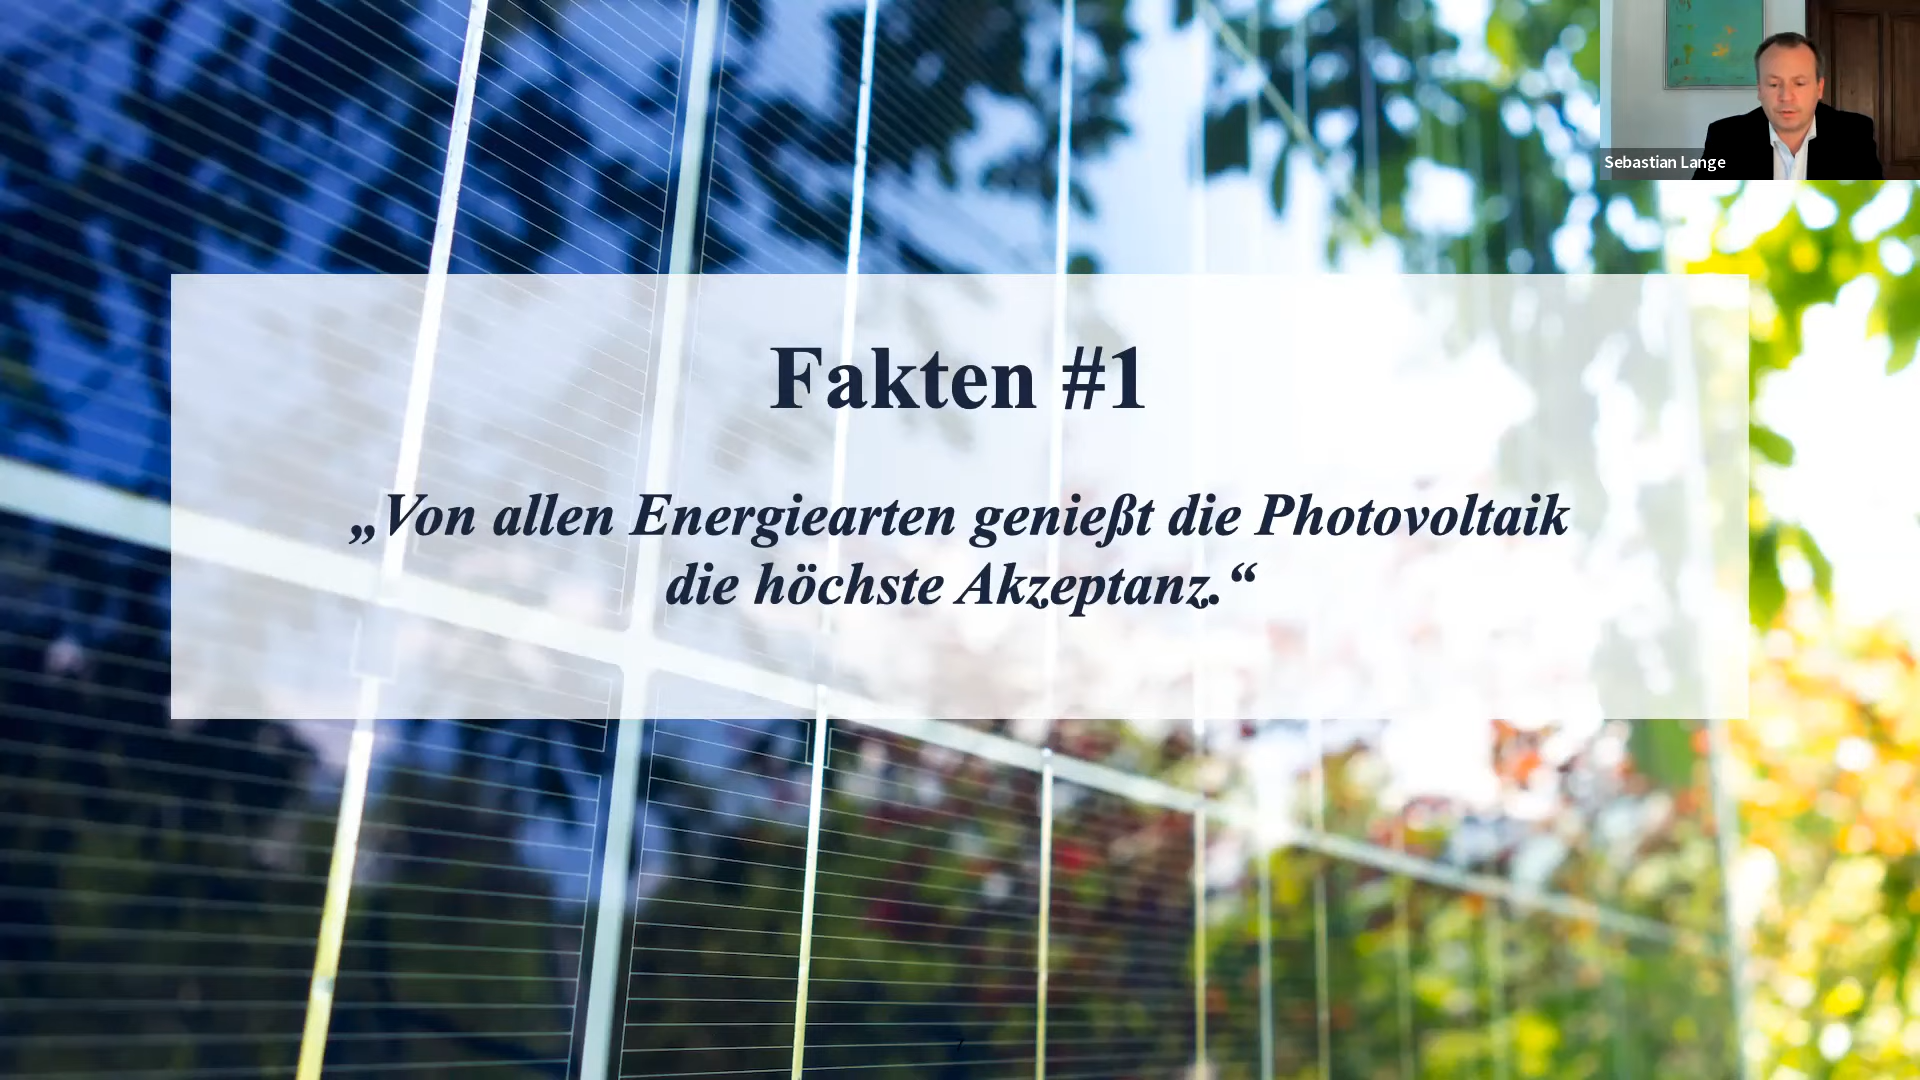 Sebastian Lange
Fakten #1
„Von allen Energiearten genießt die Photovoltaik
die höchste Akzeptanz.“